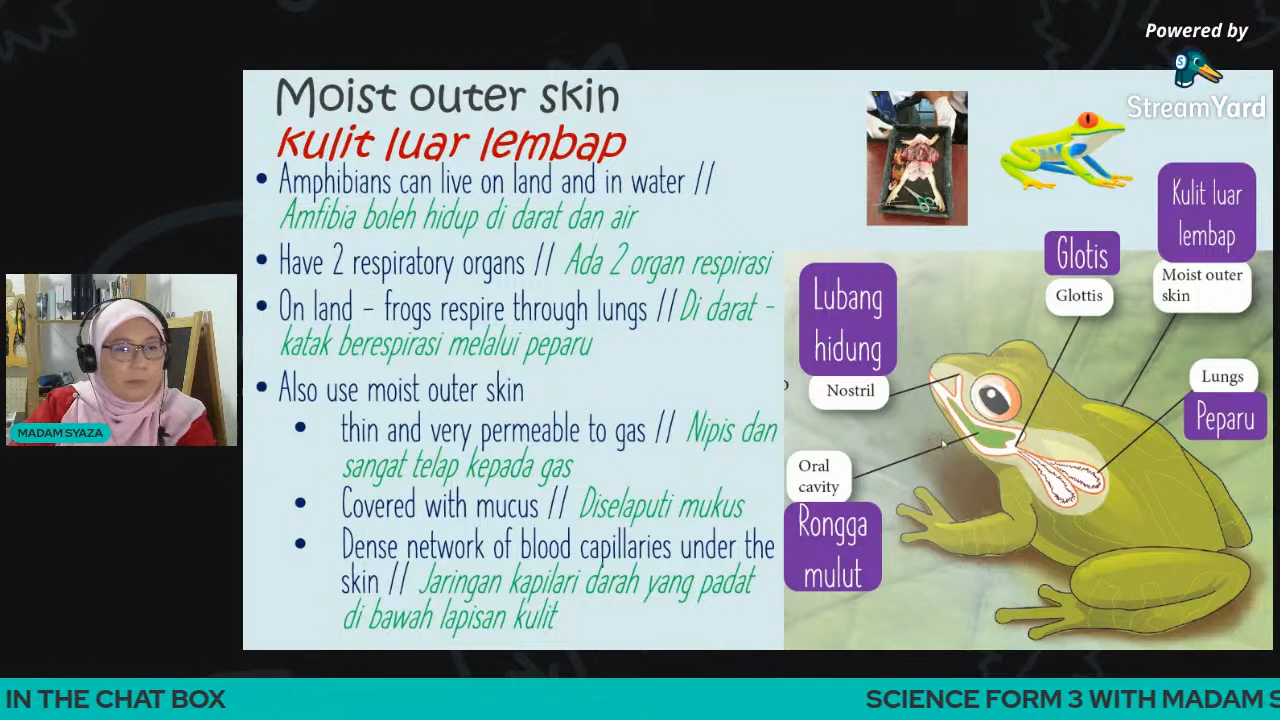 Powered by
StreamYard
Moist outer skin
kulit luar lembap
• Amphibians can live on land and in water //
Amfibia boleh hidup di darat dan air
• Have 2 respiratory organs // Ada 2 organ respirasi
• On land – frogs respire through lungs // Di darat –
katak berespirasi melalui peparu
• Also use moist outer skin
• thin and very permeable to gas // Nipis dan
sangat telap kepada gas
• Covered with mucus // Diselaputi mukus
• Dense network of blood capillaries under the
skin // Jaringan kapilari darah yang padat
di bawah lapisan kulit
Kulit luar
lembap
Moist outer
skin
Glotis
Glottis
Lubang
hidung
Nostril
Lungs
Peparu
Oral
cavity
Rongga
mulut
MADAM SYAZA
IN THE CHAT BOX
SCIENCE FORM 3 WITH MADAM S